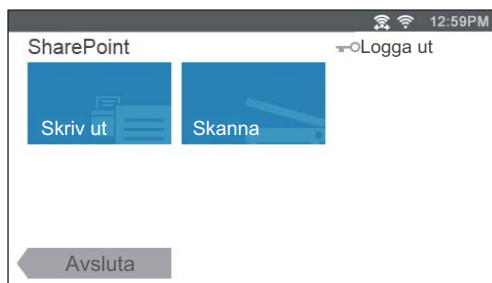 12:59PM
SharePoint
Logga ut
Skriv ut
Skanna
Avsluta